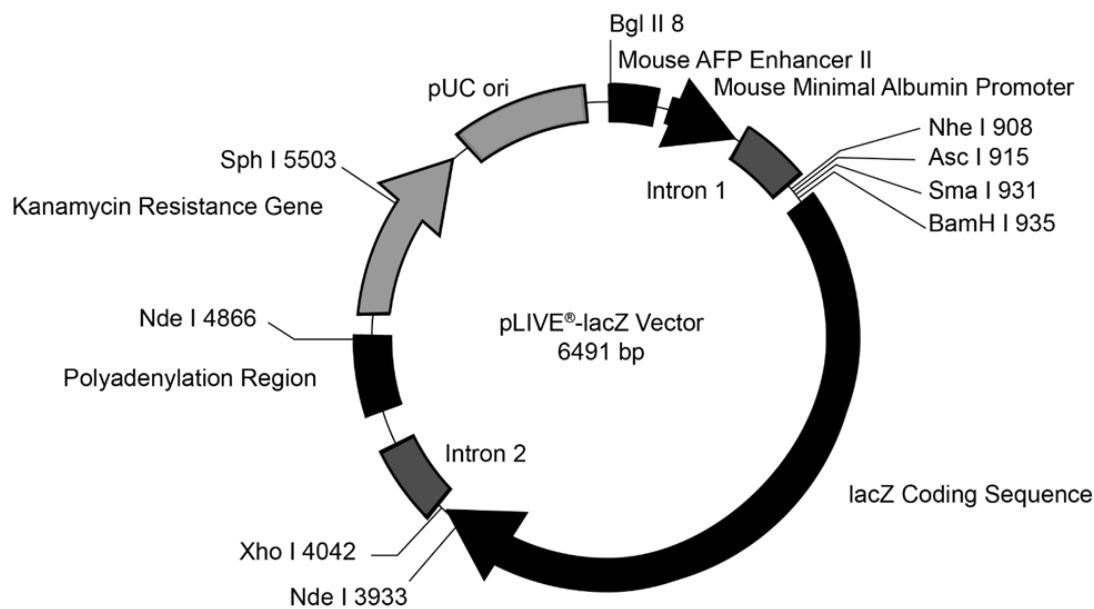 Bgl II 8
Mouse AFP Enhancer II
Mouse Minimal Albumin Promoter
pUC ori
Nhe I 908
Asc I 915
Sma I 931
BamH I 935
Sph I 5503
Intron 1
Kanamycin Resistance Gene
Nde I 4866
pLIVE®-lacZ Vector
6491 bp
Polyadenylation Region
Intron 2
lacZ Coding Sequence
Xho I 4042
Nde I 3933